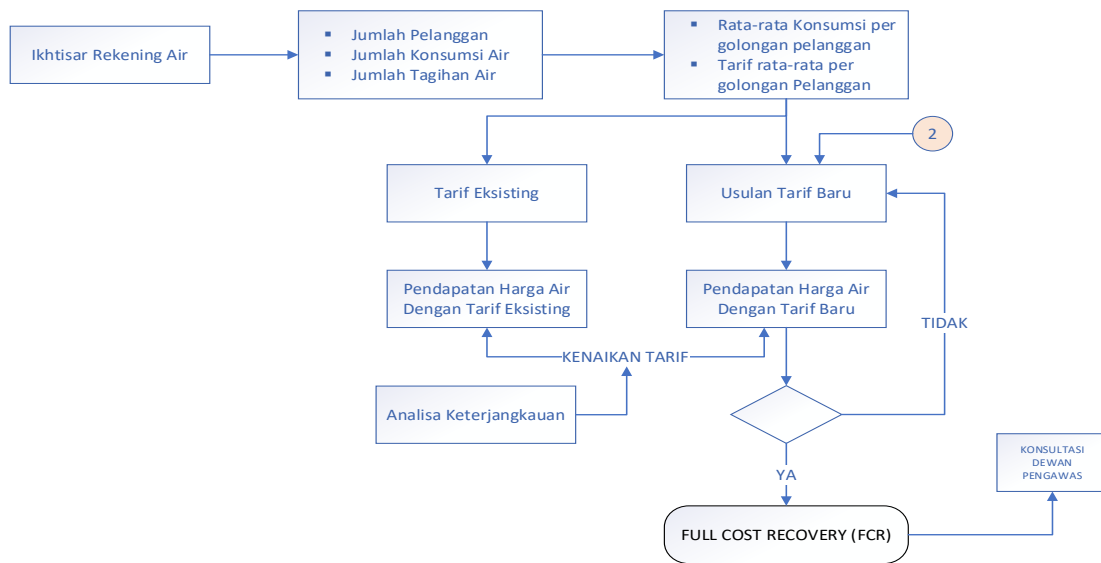 Ikhtisar Rekening Air
▪ Jumlah Pelanggan
▪ Jumlah Konsumsi Air
▪ Jumlah Tagihan Air
▪ Rata-rata Konsumsi per
golongan pelanggan
▪ Tarif rata-rata per
golongan Pelanggan
2
Tarif Eksisting
Usulan Tarif Baru
Pendapatan Harga Air
Dengan Tarif Eksisting
Pendapatan Harga Air
Dengan Tarif Baru
TIDAK
KENAIKAN TARIF
Analisa Keterjangkauan
YA
KONSULTASI
DEWAN
PENGAWAS
FULL COST RECOVERY (FCR)